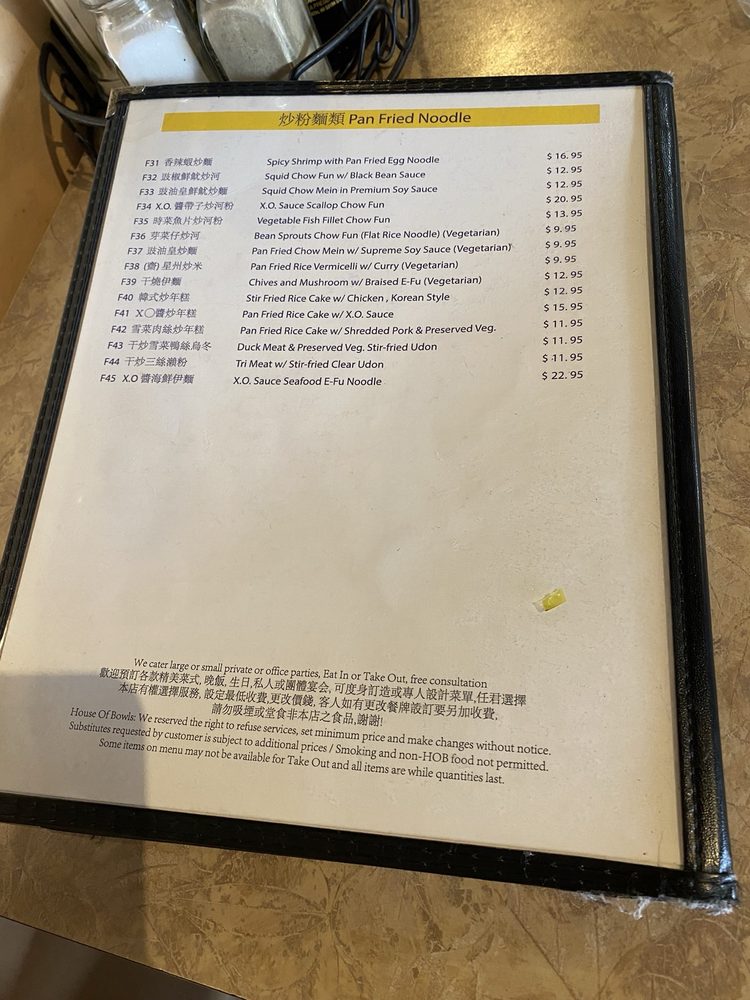 炒粉麵類 Pan Fried Noodle
F31 香辣蝦炒麵 Spicy Shrimp with Pan Fried Egg Noodle $ 16.95
F32 豉椒鮮魷炒河 Squid Chow Fun w/ Black Bean Sauce $ 12.95
F33 豉油皇鮮魷炒麵 Squid Chow Mein in Premium Soy Sauce $ 12.95
F34 X.O. 醬帶子炒河粉 X.O. Sauce Scallop Chow Fun $ 20.95
F35 時菜魚片炒河粉 Vegetable Fish Fillet Chow Fun $ 13.95
F36 芽菜仔炒河 Bean Sprouts Chow Fun (Flat Rice Noodle) (Vegetarian) $ 9.95
F37 豉油皇炒麵 Pan Fried Chow Mein w/ Supreme Soy Sauce (Vegetarian) $ 9.95
F38 (齋) 星州炒米 Pan Fried Rice Vermicelli w/ Curry (Vegetarian) $ 9.95
F39 干燒伊麵 Chives and Mushroom w/ Braised E-Fu (Vegetarian) $ 12.95
F40 韓式炒年糕 Stir Fried Rice Cake w/ Chicken , Korean Style $ 12.95
F41 X〇醬炒年糕 Pan Fried Rice Cake w/ X.O. Sauce $ 15.95
F42 雪菜肉絲炒年糕 Pan Fried Rice Cake w/ Shredded Pork & Preserved Veg. $ 11.95
F43 干炒雪菜鴨絲烏冬 Duck Meat & Preserved Veg. Stir-fried Udon $ 11.95
F44 干炒三絲瀨粉 Tri Meat w/ Stir-fried Clear Udon $ 11.95
F45 X.O 醬海鮮伊麵 X.O. Sauce Seafood E-Fu Noodle $ 22.95
We cater large or small private or office parties, Eat In or Take Out, free consultation
歡迎預訂各款精美菜式, 晚飯, 生日,私人或團體宴会, 可度身訂造或專人設計菜單,任君選擇
本店有權選擇服務, 設定最低收費,更改價錢, 客人如有更改餐牌設訂要另加收費,
請勿吸煙或堂食非本店之食品,謝謝!
House Of Bowls: We reserved the right to refuse services, set minimum price and make changes without notice.
Substitutes requested by customer is subject to additional prices / Smoking and non-HOB food not permitted.
Some items on menu may not be available for Take Out and all items are while quantities last.